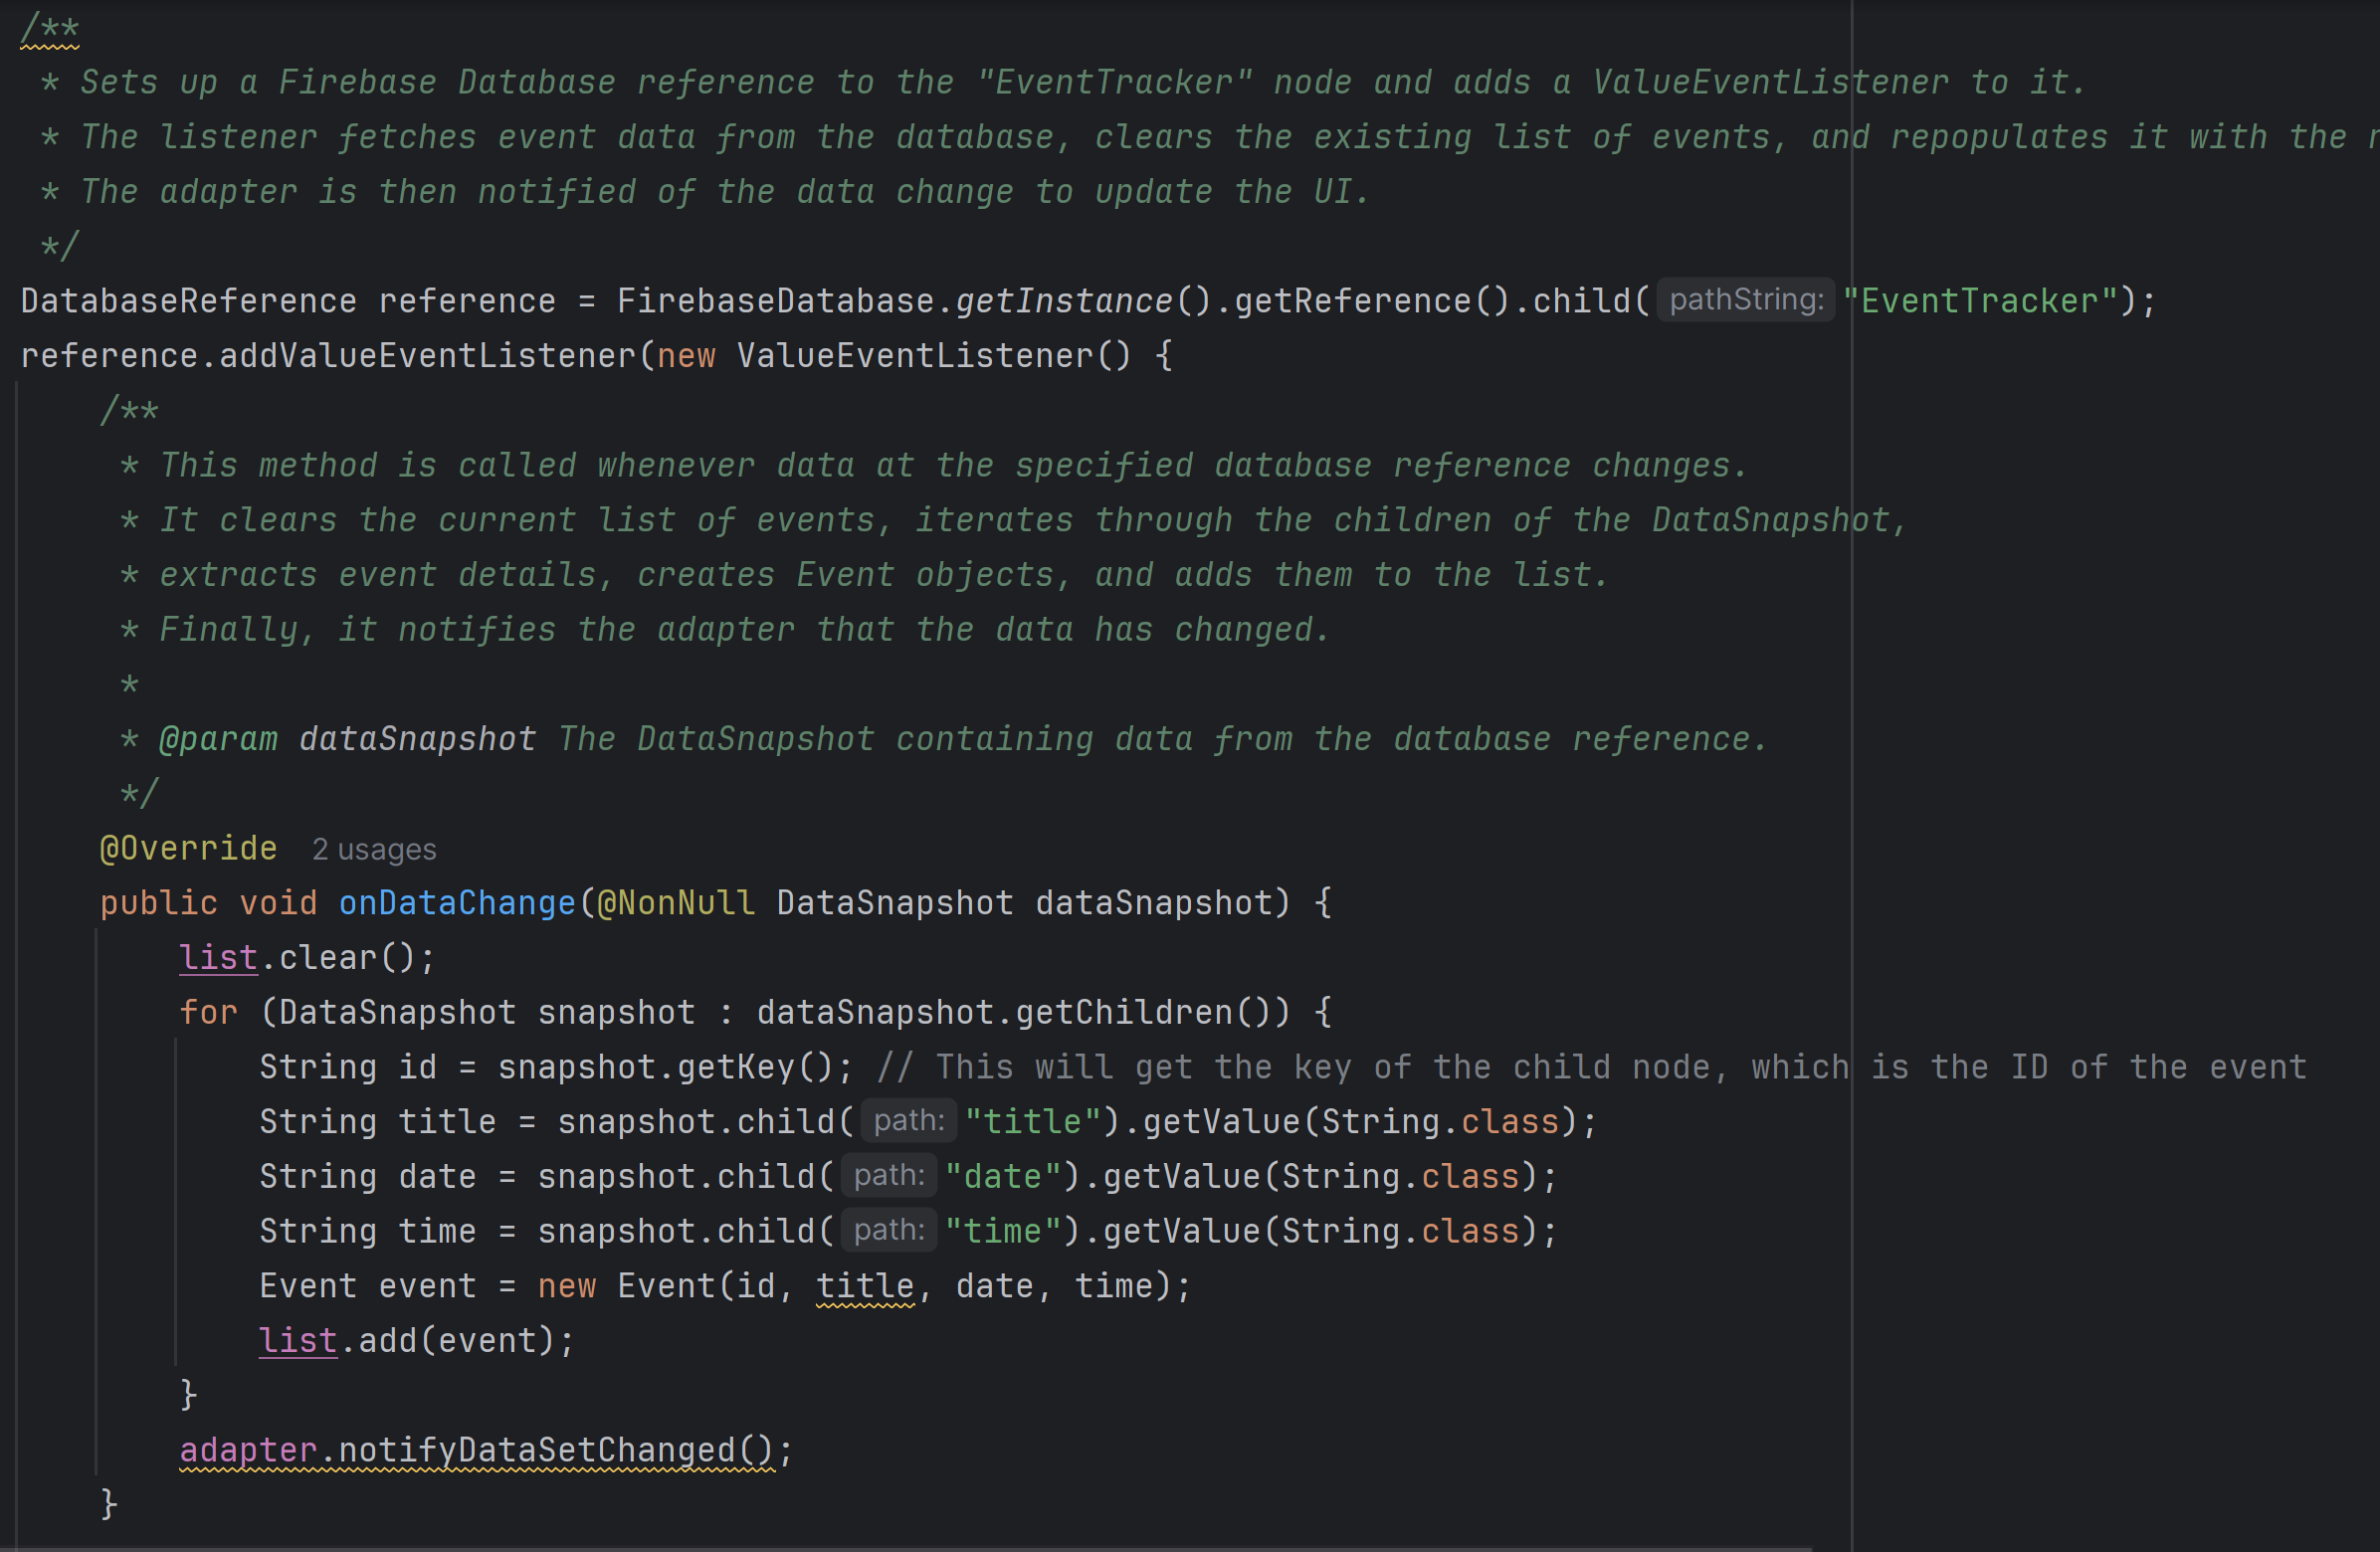 /**
 * Sets up a Firebase Database reference to the "EventTracker" node and adds a ValueEventListener to it.
 * The listener fetches event data from the database, clears the existing list of events, and repopulates it with the
 * The adapter is then notified of the data change to update the UI.
 */
DatabaseReference reference = FirebaseDatabase.getInstance().getReference().child( pathString: "EventTracker");
reference.addValueEventListener(new ValueEventListener() {
    /**
     * This method is called whenever data at the specified database reference changes.
     * It clears the current list of events, iterates through the children of the DataSnapshot,
     * extracts event details, creates Event objects, and adds them to the list.
     * Finally, it notifies the adapter that the data has changed.
     *
     * @param dataSnapshot The DataSnapshot containing data from the database reference.
     */
    @Override 2 usages
    public void onDataChange(@NonNull DataSnapshot dataSnapshot) {
        list.clear();
        for (DataSnapshot snapshot : dataSnapshot.getChildren()) {
            String id = snapshot.getKey(); // This will get the key of the child node, which is the ID of the event
            String title = snapshot.child( path: "title").getValue(String.class);
            String date = snapshot.child( path: "date").getValue(String.class);
            String time = snapshot.child( path: "time").getValue(String.class);
            Event event = new Event(id, title, date, time);
            list.add(event);
        }
        adapter.notifyDataSetChanged();
    }